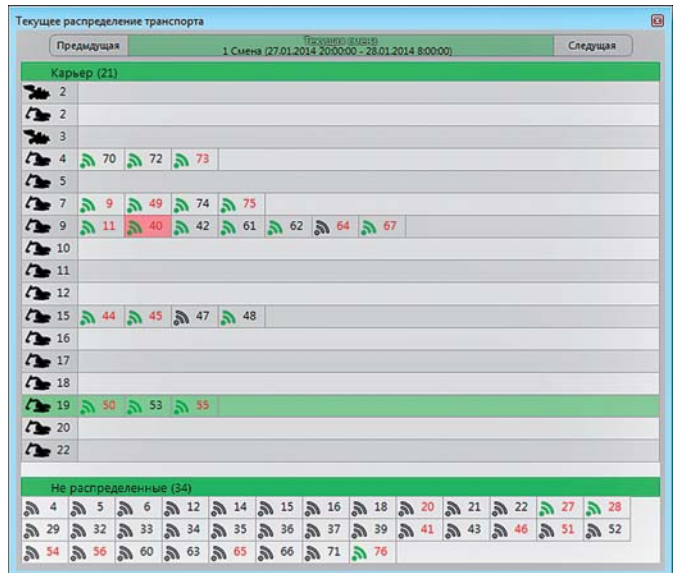 Текущее распределение транспорта
Предыдущая
Текущая смена
Следущая
1 Смена (27.01.2014 20:00:00 - 28.01.2014 8:00:00)
Карьер (21)
2
2
3
4 70 72 73
5
7 9 49 74 75
9 11 40 42 61 62 64 67
10
11
12
15 44 45 47 48
16
17
18
19 50 53 55
20
22
Не распределенные (34)
4 5 6 12 14 15 16 18 20 21 22 27 28
29 32 33 34 35 36 37 39 41 43 46 51 52
54 56 60 63 65 66 71 76